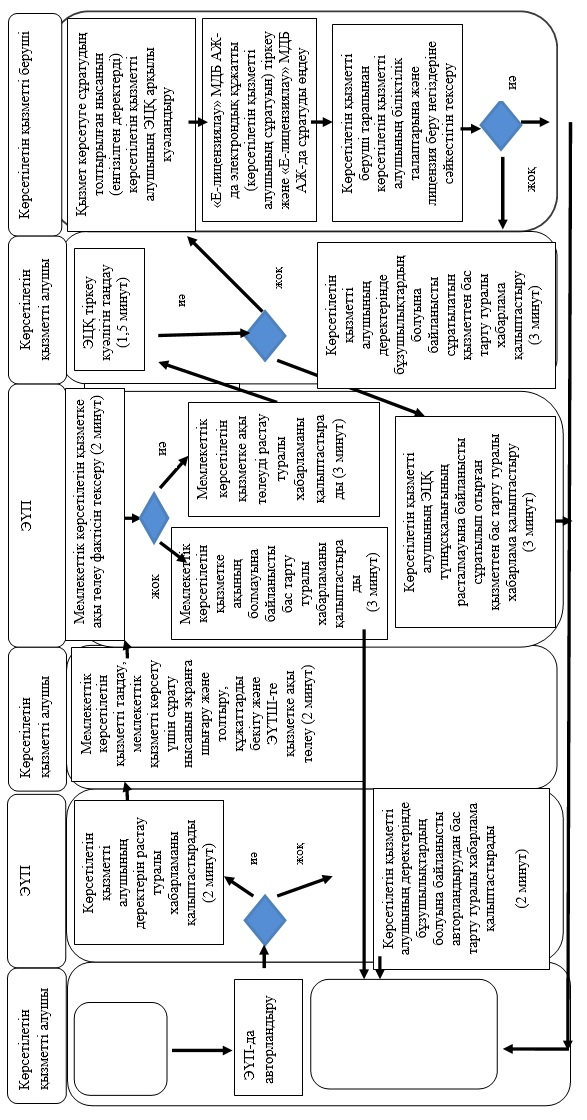 Көрсетілетін
қызметті алушы
ЭҮП
Көрсетілетін
қызметті алушы
ЭҮП
Көрсетілетін
қызметті алушы
Көрсетілетін қызметті беруші
ЭҮП-да
авторландыру
Көрсетілетін
қызметті
алушының
деректерін растау
туралы
хабарламаны
қалыптастырады
(2 минут)
иә
жоқ
Көрсетілетін қызметті
алушының деректерінде
бұзушылықтардың
болуына байланысты
авторландырудан бас
тарту туралы хабарлама
қалыптастырады
(2 минут)
Мемлекеттік
көрсетілетін
қызметті таңдау,
мемлекеттік
қызметті көрсету
үшін сұрату
нысанын экранға
шығару және
толтыру,
құжаттарды
бекіту және
ЭҮТШ-те
қызметке ақы
төлеу (2 минут)
Мемлекеттік көрсетілетін қызметке
ақы төлеу фактісін тексеру (2 минут)
иә
жоқ
Мемлекеттік
көрсетілетін
қызметке ақы
төлеуді растау
туралы
хабарламаны
қалыптастыра
ды (3 минут)
Мемлекеттік
көрсетілетін
қызметке
ақының
болмауына
байланысты
бас тарту
туралы
хабарламаны
қалыптастыра
ды
(3 минут)
Көрсетілетін қызметті
алушының ЭЦҚ
түпнұсқалығының
расталмауына байланысты
сұратылып отырған
қызметтен бас тарту туралы
хабарлама қалыптастыру
(3 минут)
ЭЦҚ тіркеу
куәлігін таңдау
(1,5 минут)
иә
жоқ
Көрсетілетін
қызметті
алушының
деректерінде
бұзушылықтардың
болуына
байланысты
сұратылатын
қызметтен бас
тарту туралы
хабарлама
қалыптастыру
(3 минут)
Қызмет көрсетуге сұратудың
толтырылған нысанын
(енгізілген деректерді)
көрсетілетін қызметті
алушының ЭЦҚ арқылы
куәландыру
«Е-лицензиялау» МДБ АЖ-
да электрондық құжатты
(көрсетілетін қызметті
алушының сұратуын) тіркеу
және «Е-лицензиялау» МДБ
АЖ-да сұратуды өңдеу
Көрсетілетін қызметті
беруші тарапынан
көрсетілетін қызметті
алушының біліктілік
талаптарына және
лицензия беру негіздеріне
сәйкестігін тексеру
иә
жоқ